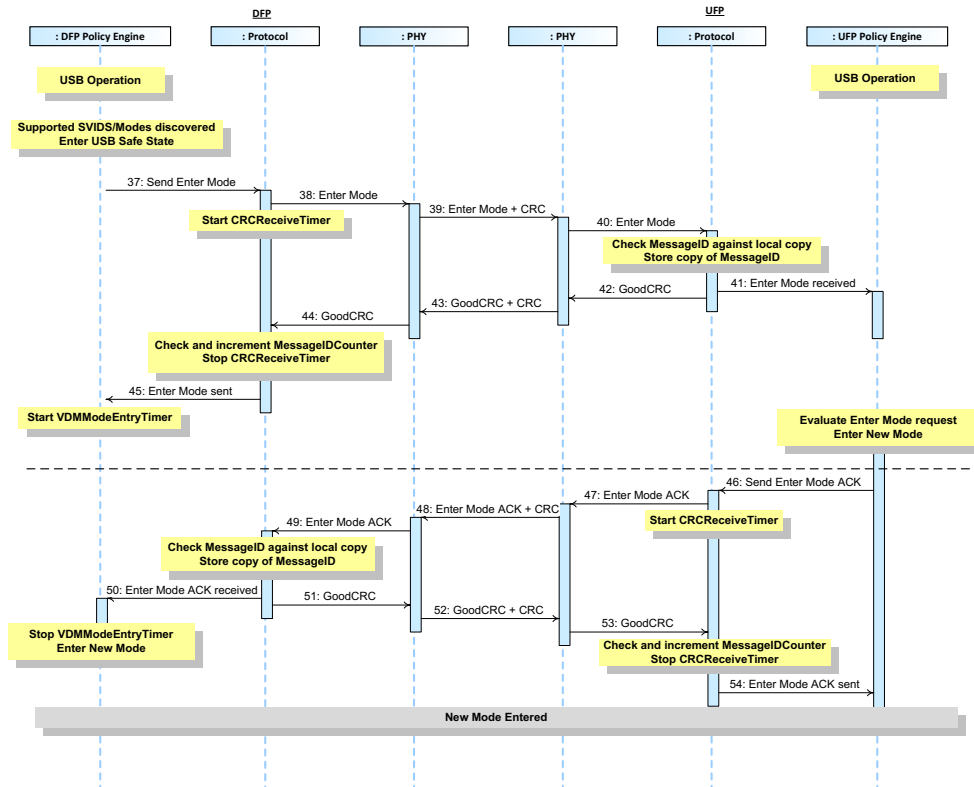 DFP
UFP
: DFP Policy Engine
: Protocol
: PHY
: PHY
: Protocol
: UFP Policy Engine
USB Operation
USB Operation
Supported SVIDS/Modes discovered
Enter USB Safe State
37: Send Enter Mode
38: Enter Mode
Start CRCReceiveTimer
39: Enter Mode + CRC
40: Enter Mode
Check MessageID against local copy
Store copy of MessageID
41: Enter Mode received
42: GoodCRC
43: GoodCRC + CRC
44: GoodCRC
Check and increment MessageIDCounter
Stop CRCReceiveTimer
45: Enter Mode sent
Start VDMModeEntryTimer
Evaluate Enter Mode request
Enter New Mode
46: Send Enter Mode ACK
47: Enter Mode ACK
Start CRCReceiveTimer
48: Enter Mode ACK + CRC
49: Enter Mode ACK
Check MessageID against local copy
Store copy of MessageID
50: Enter Mode ACK received
51: GoodCRC
52: GoodCRC + CRC
53: GoodCRC
Stop VDMModeEntryTimer
Enter New Mode
Check and increment MessageIDCounter
Stop CRCReceiveTimer
54: Enter Mode ACK sent
New Mode Entered